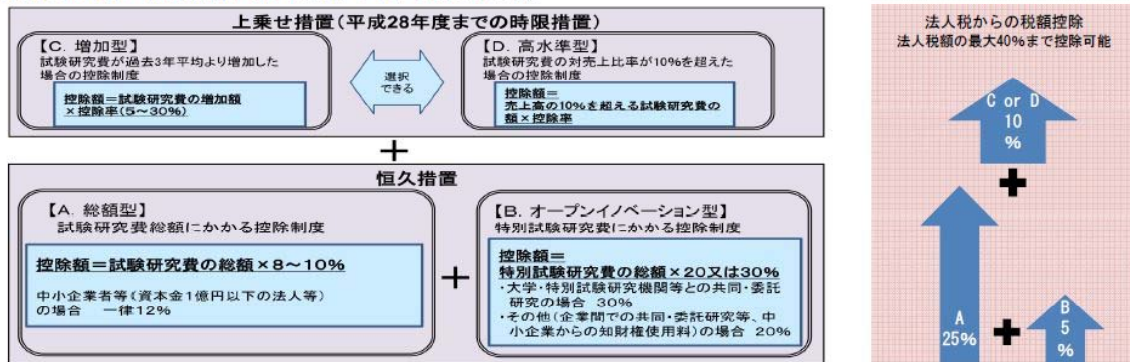 上乗せ措置(平成28年度までの時限措置)
【C. 増加型】
試験研究費が過去3年平均より増加した
場合の控除制度
控除額=試験研究費の増加額
×控除率(5~30%)
選択
できる
【D. 高水準型】
試験研究費の対売上比率が10%を超えた
場合の控除制度
控除額=
売上高の10%を超える試験研究費の
額×控除率
+
恒久措置
【A. 総額型】
試験研究費総額にかかる控除制度
控除額=試験研究費の総額×8~10%
中小企業者等(資本金1億円以下の法人等)
の場合 一律12%
+
【B. オープンイノベーション型】
特別試験研究費にかかる控除制度
控除額=
特別試験研究費の総額×20又は30%
・大学・特別試験研究機関等との共同・委託
研究の場合 30%
・その他(企業間での共同・委託研究等、中
小企業からの知財権使用料)の場合 20%
法人税からの税額控除
法人税額の最大40%まで控除可能
C or D
10
%
+
A
25%
+
B
5
%